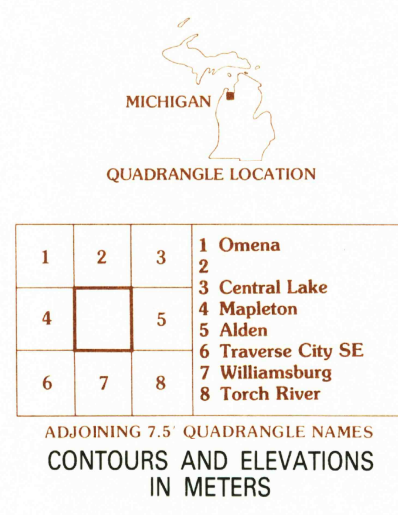 MICHIGAN
QUADRANGLE LOCATION
1 2 3
4 5
6 7 8
1 Omena
2
3 Central Lake
4 Mapleton
5 Alden
6 Traverse City SE
7 Williamsburg
8 Torch River
ADJOINING 7.5' QUADRANGLE NAMES
CONTOURS AND ELEVATIONS
IN METERS